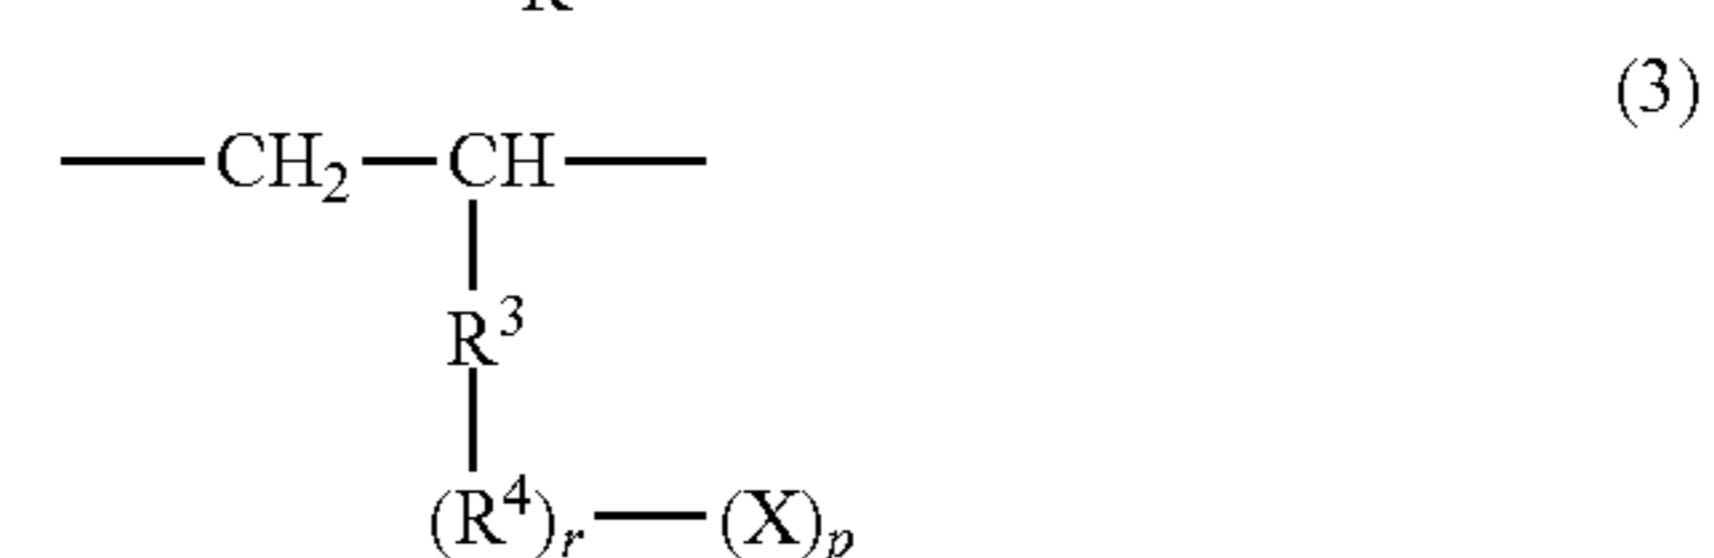 R
(3)
—CH₂—CH—
R³
(R⁴)ᵣ—(X)ₚ